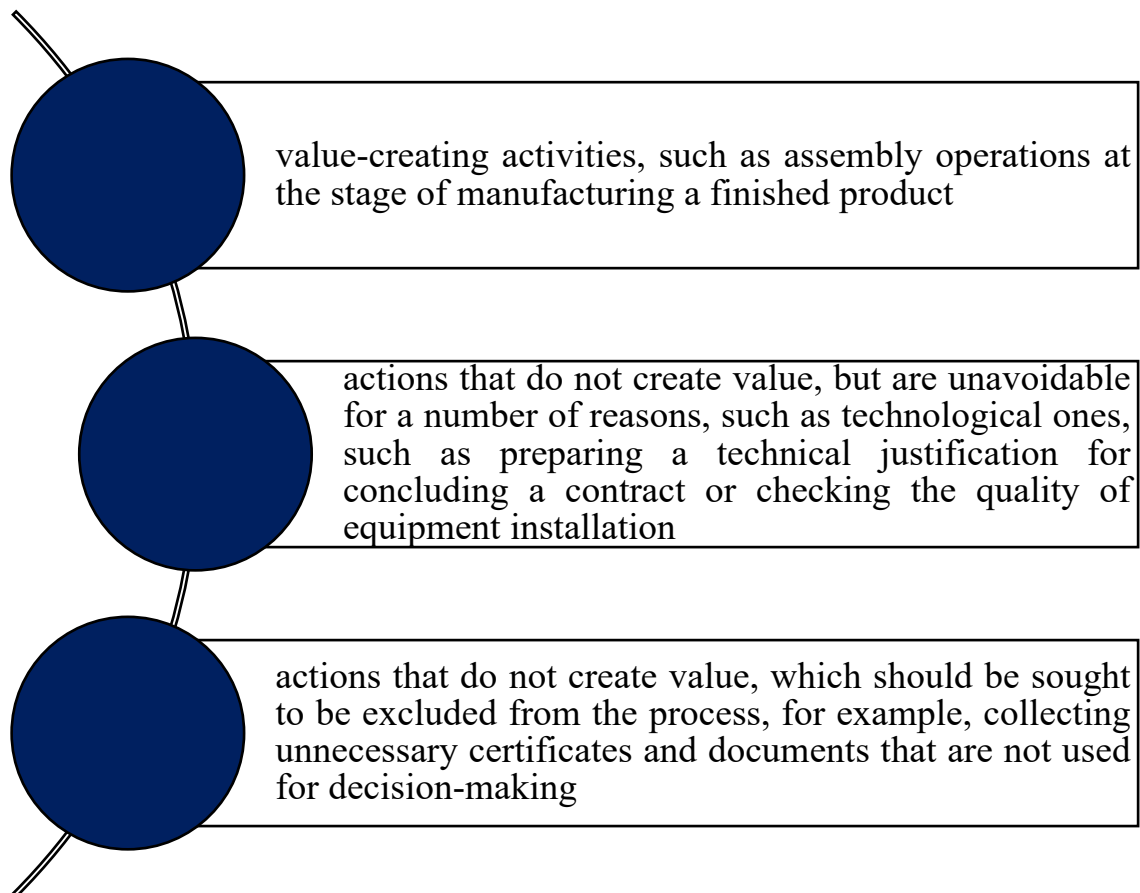 value-creating activities, such as assembly operations at
the stage of manufacturing a finished product
actions that do not create value, but are unavoidable
for a number of reasons, such as technological ones,
such as preparing a technical justification for
concluding a contract or checking the quality of
equipment installation
actions that do not create value, which should be sought
to be excluded from the process, for example, collecting
unnecessary certificates and documents that are not used
for decision-making